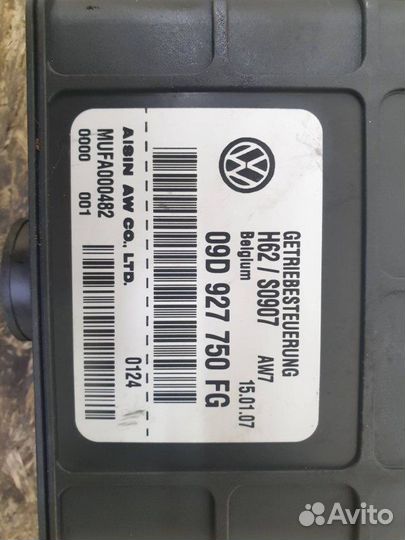 GETRIEBESTEUERUNG
H62 / S0907 AW7
Belgium 15.01.07
09D 927 750 FG
0124
AISIN AW CO., LTD.
MUFA000482
0000 001
Avito